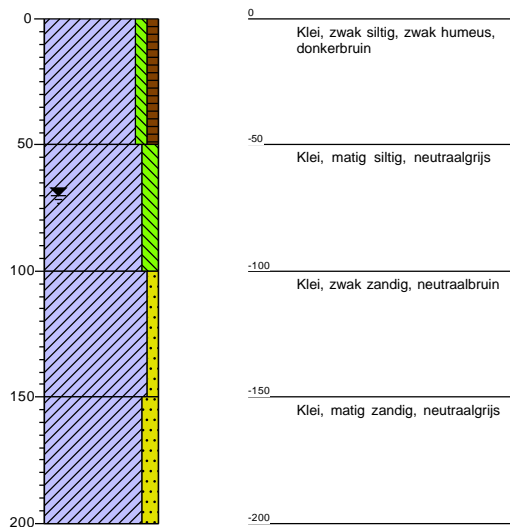 0
50
100
150
200
0
Klei, zwak siltig, zwak humeus,
donkerbruin
-50
Klei, matig siltig, neutraalgrijs
-100
Klei, zwak zandig, neutraalbruin
-150
Klei, matig zandig, neutraalgrijs
-200